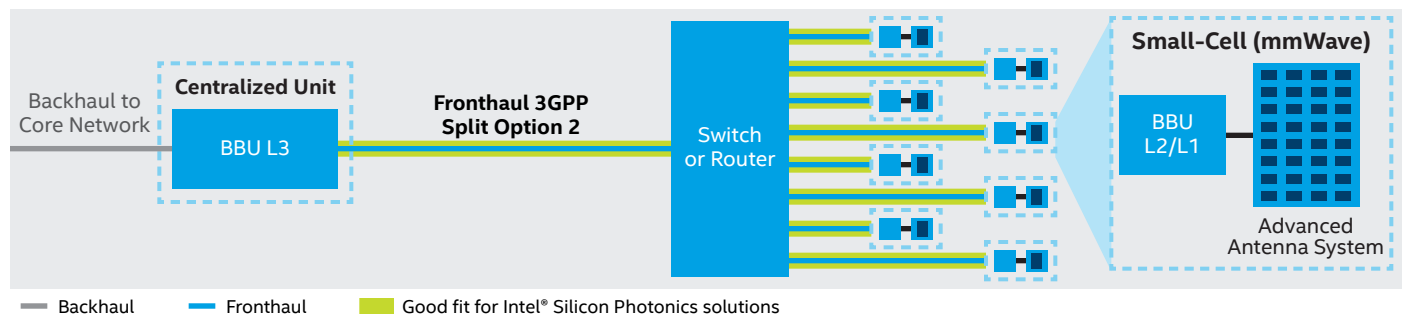 Backhaul to
Core Network
Centralized Unit
BBU L3
Fronthaul 3GPP
Split Option 2
Switch
or Router
Small-Cell (mmWave)
BBU
L2/L1
Advanced
Antenna System
Backhaul
Fronthaul
Good fit for Intel® Silicon Photonics solutions